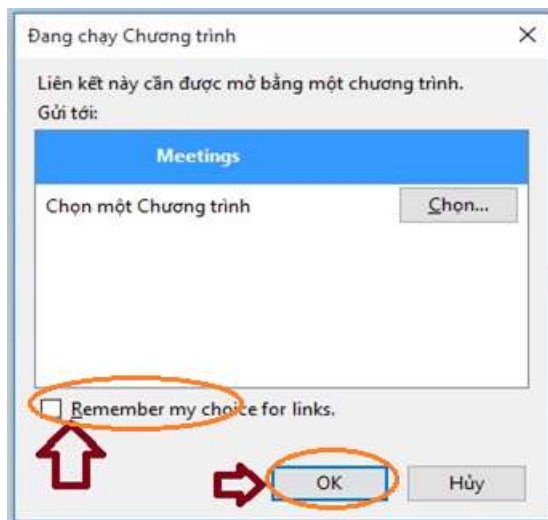 Đang chạy Chương trình
Liên kết này cần được mở bằng một chương trình.
Gửi tới:
Meetings
Chọn một Chương trình
Chọn...
Remember my choice for links.
OK
Hủy